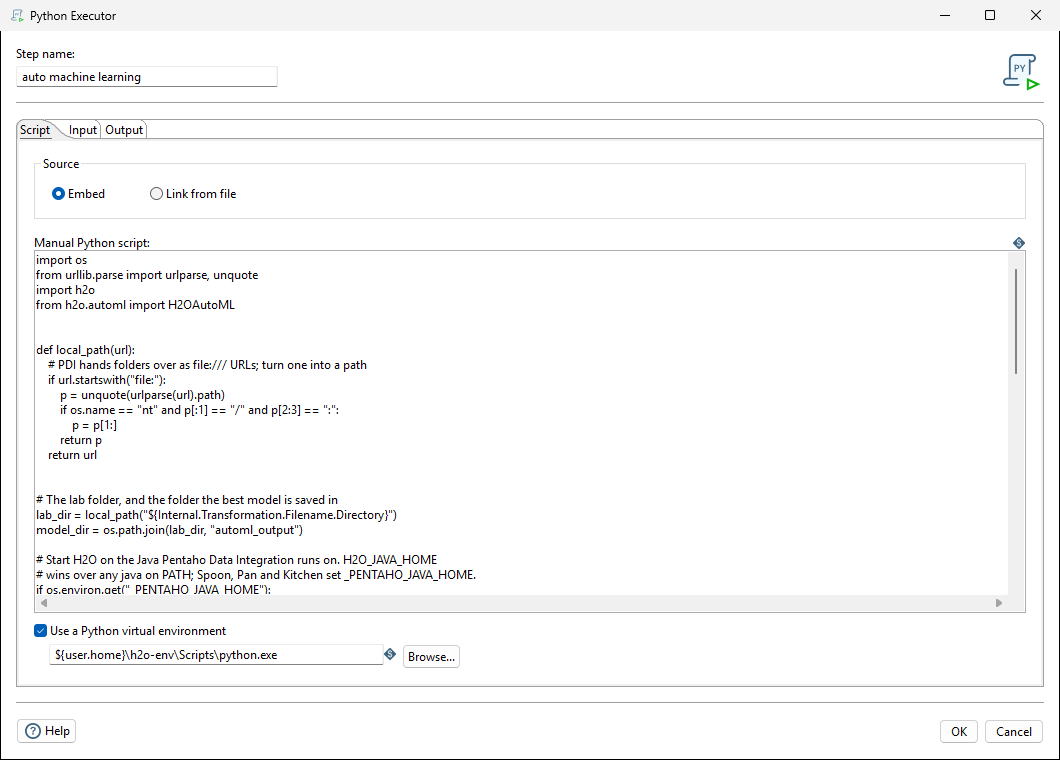 Python Executor
Step name:
auto machine learning
PY
Script
Input
Output
Source
Embed
Link from file
Manual Python script:
S
import os
from urllib.parse import urlparse, unquote
import h2o
from h2o.automl import H2OAutoML
def local_path(url):
    # PDI hands folders over as file:/// URLs; turn one into a path
    if url.startswith("file:"):
        p = unquote(urlparse(url).path)
        if os.name == "nt" and p[:1] == "/" and p[2:3] == ":":
            p = p[1:]
        return p
    return url
# The lab folder, and the folder the best model is saved in
lab_dir = local_path("${Internal.Transformation.Filename.Directory}")
model_dir = os.path.join(lab_dir, "automl_output")
# Start H2O on the Java Pentaho Data Integration runs on. H2O_JAVA_HOME
# wins over any java on PATH; Spoon, Pan and Kitchen set _PENTAHO_JAVA_HOME.
if os.environ.get("_PENTAHO_JAVA_HOME"):
Use a Python virtual environment
${user.home}\h2o-env\Scripts\python.exe
S
Browse...
? Help
OK
Cancel